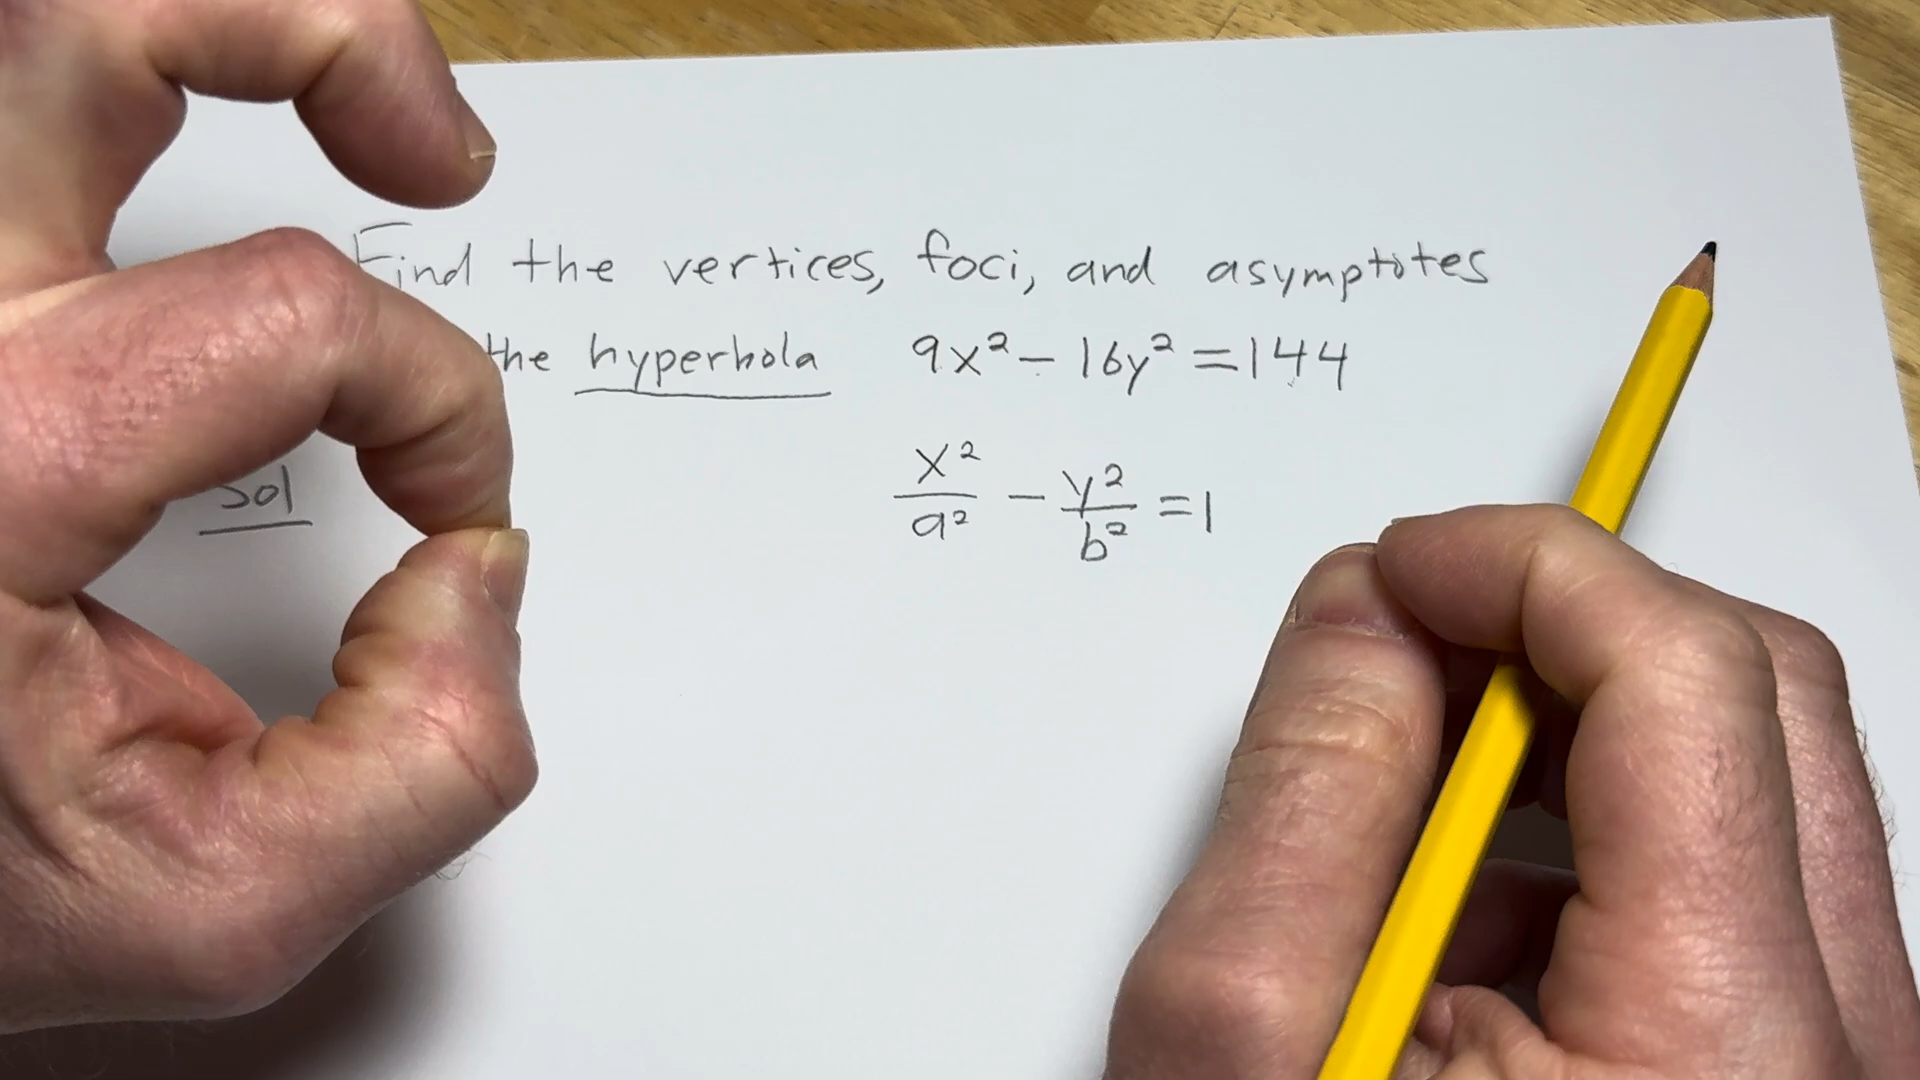 Find the vertices, foci, and asymptotes
the hyperbola 9x² – 16y² = 144
x²/a² – y²/b² = 1
Sol